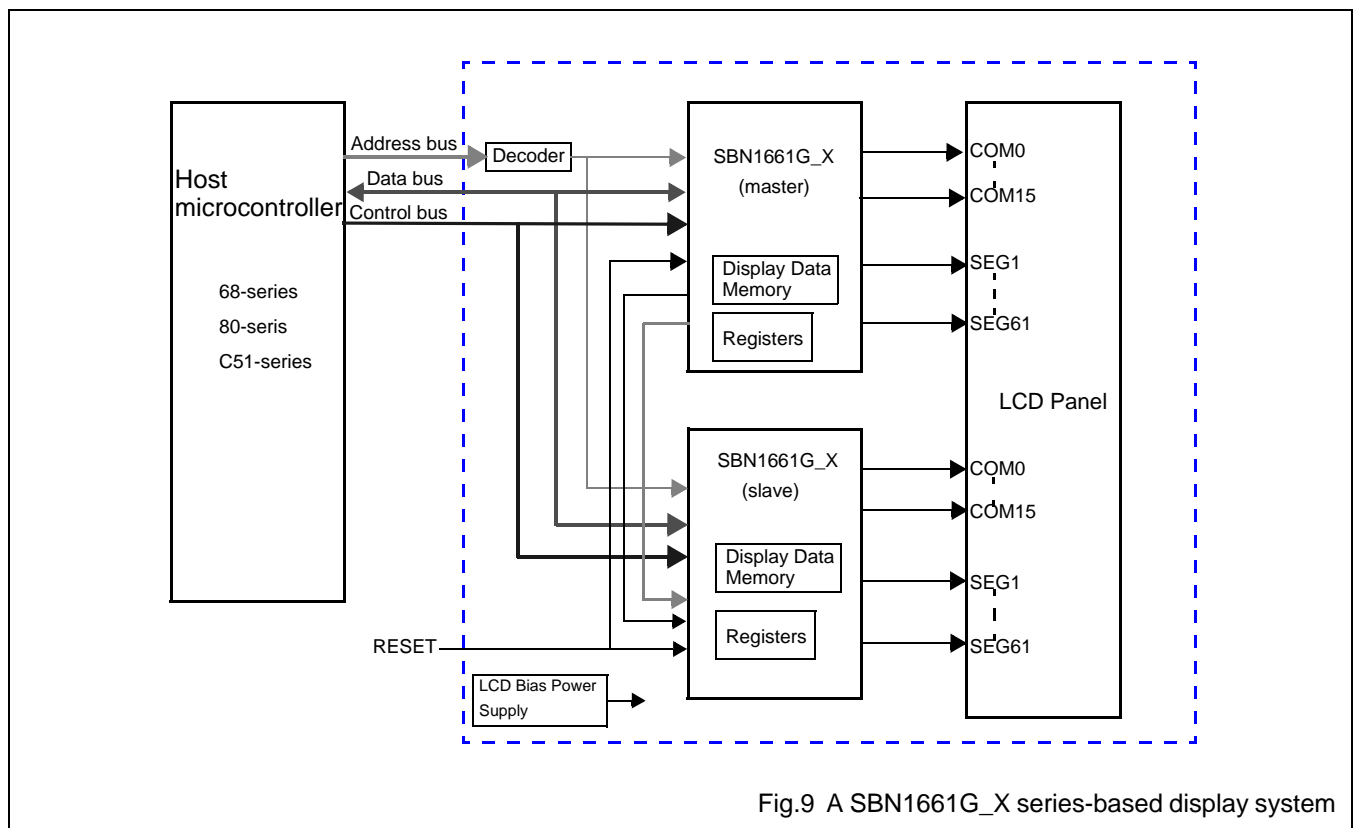 Host
microcontroller
68-series
80-seris
C51-series
Address bus
Data bus
Control bus
Decoder
SBN1661G_X
(master)
Display Data
Memory
Registers
COM0
COM15
SEG1
SEG61
LCD Panel
SBN1661G_X
(slave)
Display Data
Memory
Registers
COM0
COM15
SEG1
SEG61
RESET
LCD Bias Power
Supply
Fig.9 A SBN1661G_X series-based display system